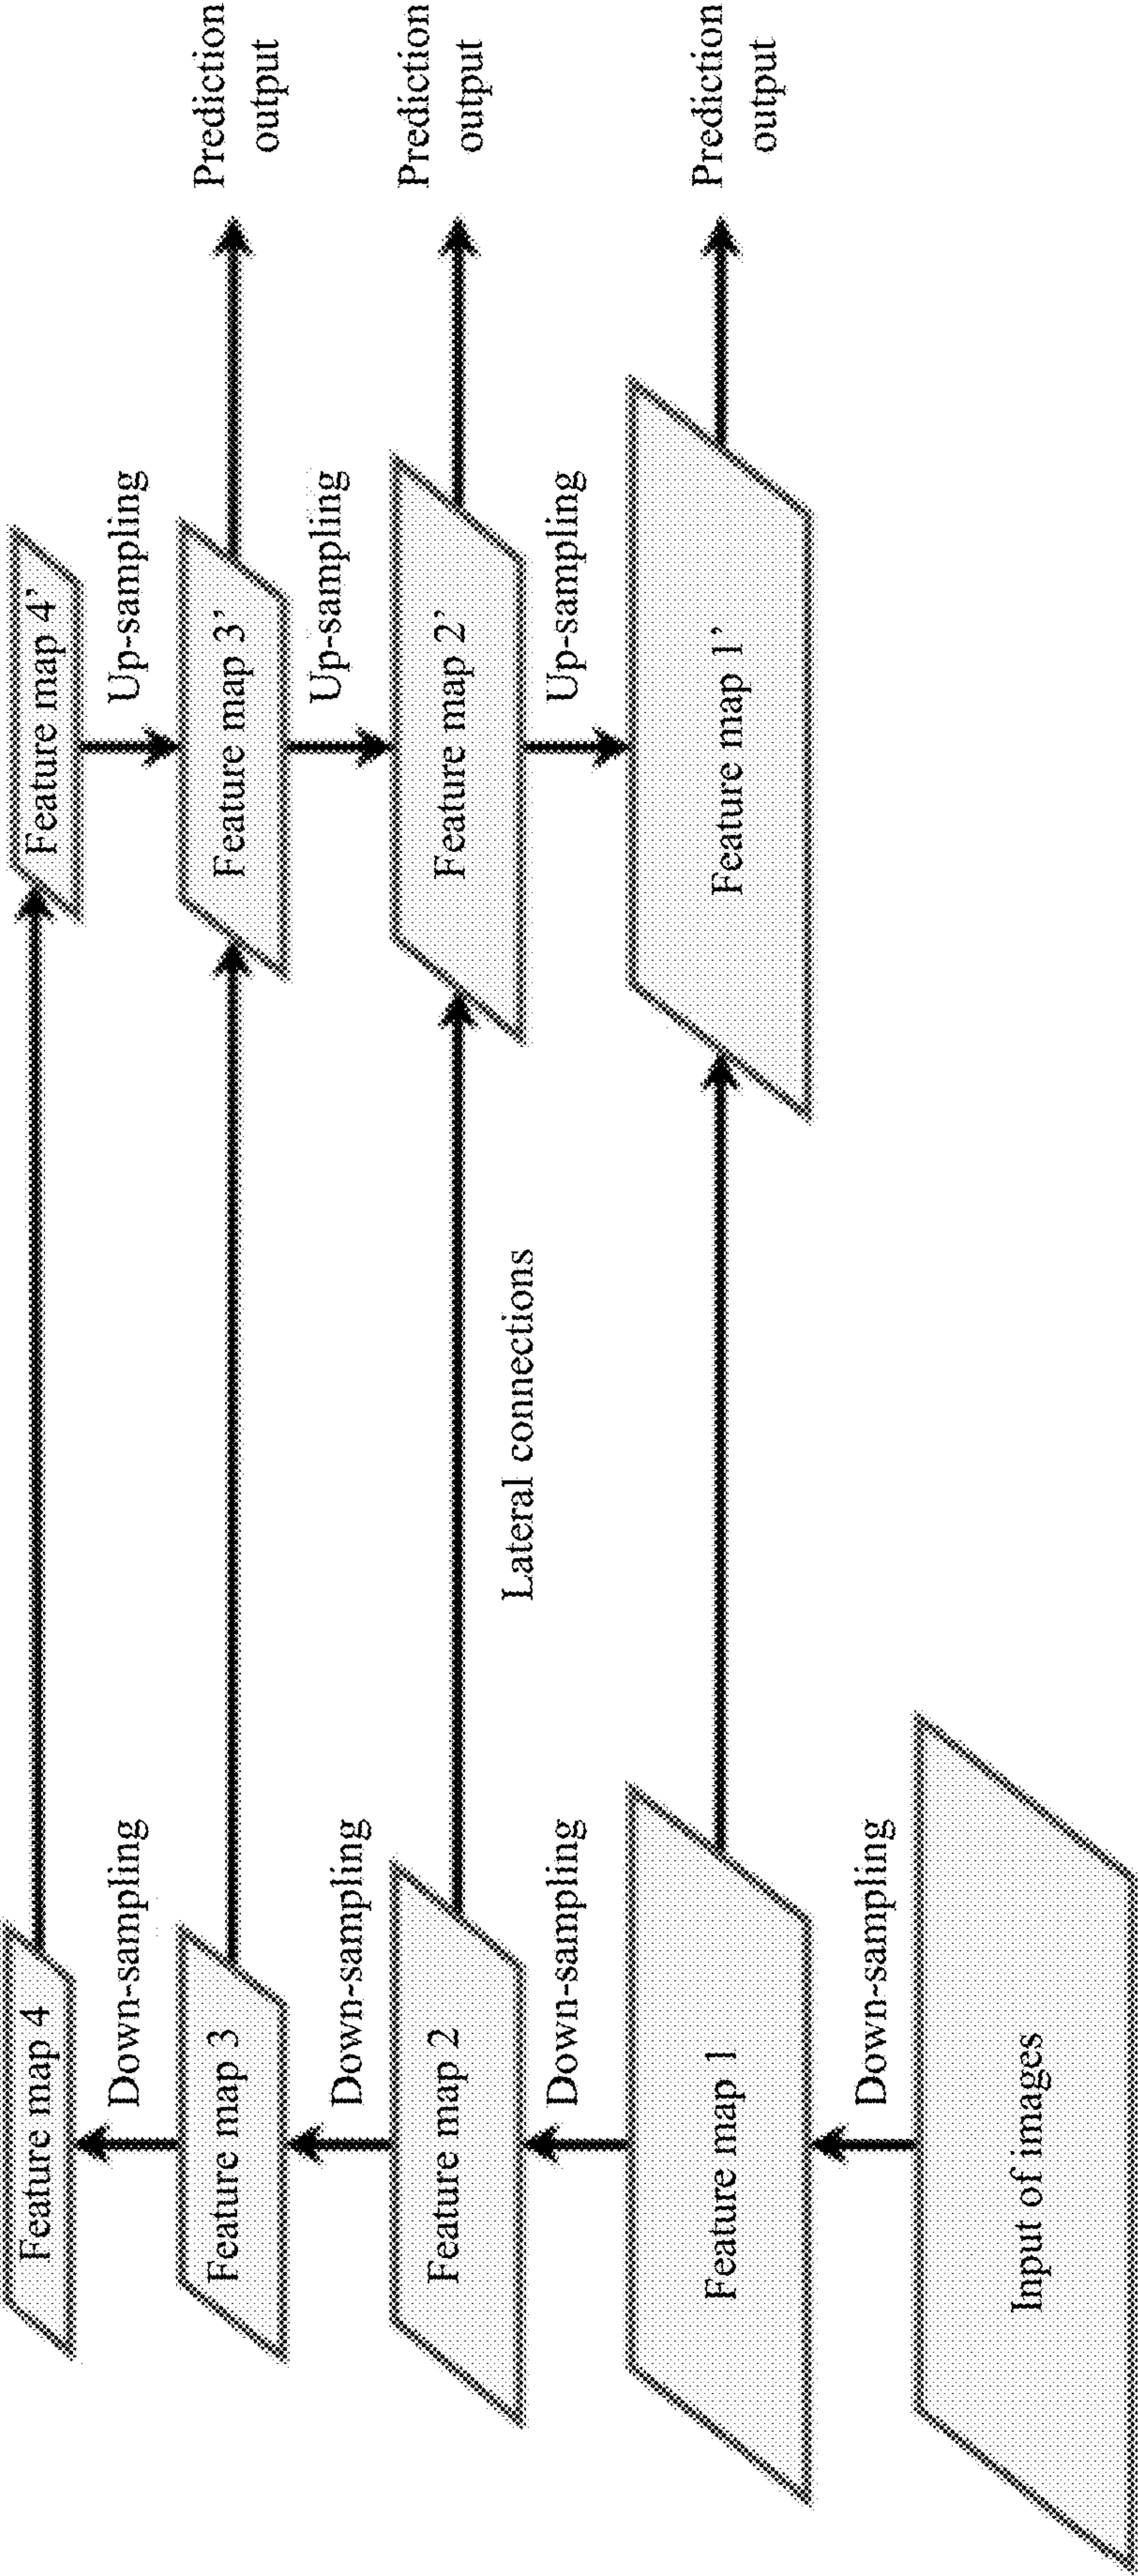 Feature map 4
Feature map 4’
Down-sampling
Up-sampling
Feature map 3
Feature map 3’
Prediction
output
Down-sampling
Up-sampling
Feature map 2
Feature map 2’
Prediction
output
Lateral connections
Down-sampling
Up-sampling
Feature map 1
Feature map 1’
Prediction
output
Down-sampling
Input of images